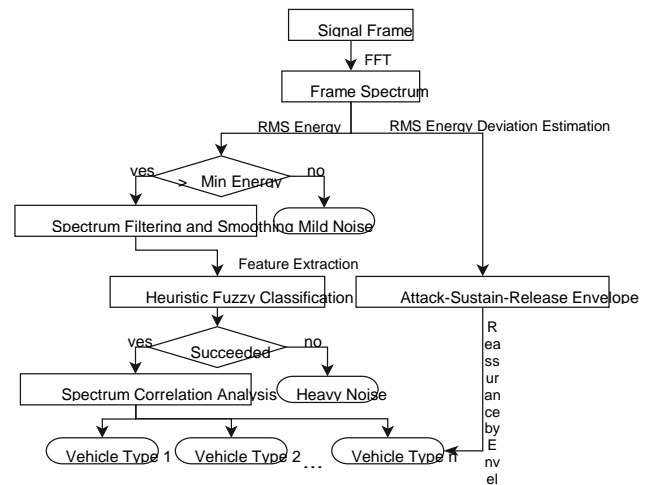 Signal Frame
FFT
Frame Spectrum
RMS Energy
RMS Energy Deviation Estimation
yes
> Min Energy
no
Spectrum Filtering and Smoothing
Mild Noise
Feature Extraction
Heuristic Fuzzy Classification
Attack-Sustain-Release Envelope
yes
Succeeded
no
R
ea
ss
ur
an
ce
by
E
nv
el
Spectrum Correlation Analysis
Heavy Noise
Vehicle Type 1
Vehicle Type 2
...
Vehicle Type n